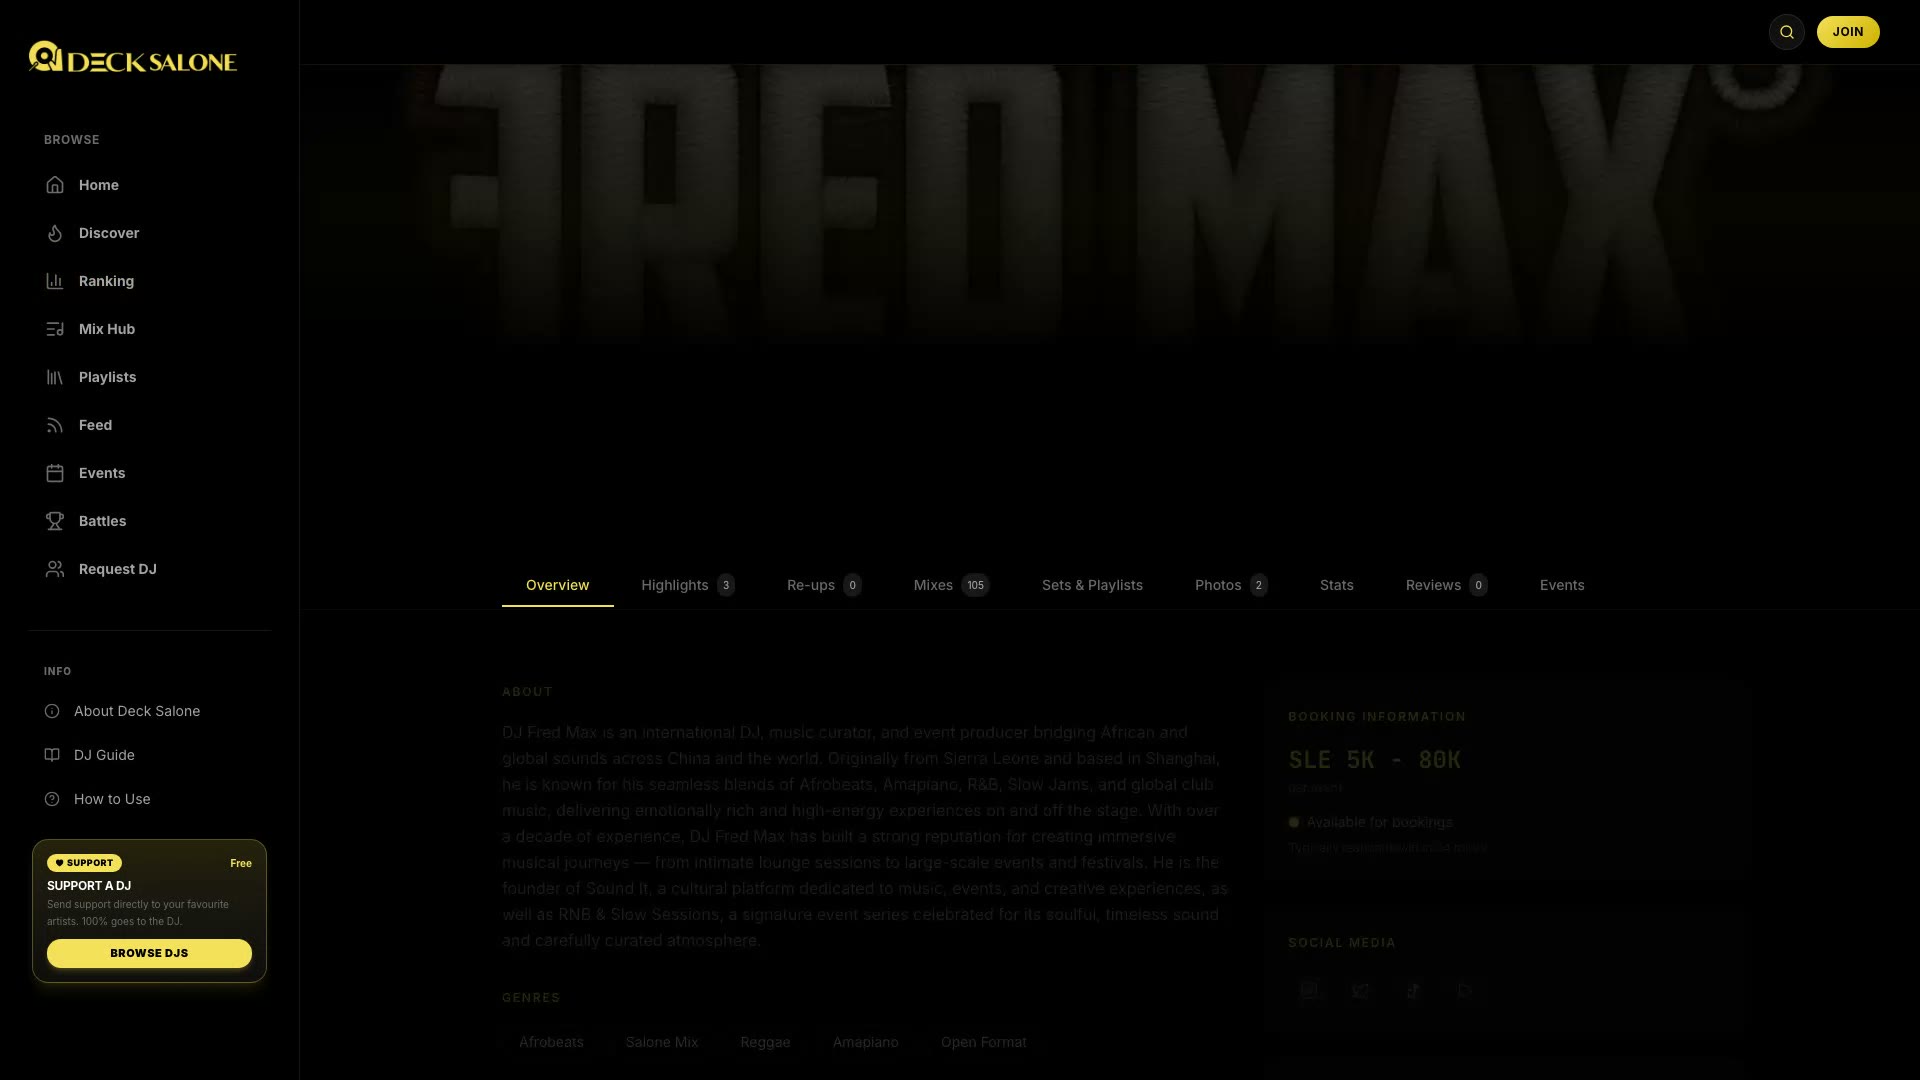 DECK SALONE
JOIN
FRED MAX
BROWSE
Home
Discover
Ranking
Mix Hub
Playlists
Feed
Events
Battles
Request DJ
INFO
About Deck Salone
DJ Guide
How to Use
SUPPORT
Free
SUPPORT A DJ
Send support directly to your favourite
artists. 100% goes to the DJ.
BROWSE DJS
Overview
Highlights 3
Re-ups 0
Mixes 105
Sets & Playlists
Photos 2
Stats
Reviews 0
Events
ABOUT
DJ Fred Max is an international DJ, music curator, and event producer bridging African and
global sounds across China and the world. Originally from Sierra Leone and based in Shanghai,
he is known for his seamless blends of Afrobeats, Amapiano, R&B, Slow Jams, and global club
music, delivering emotionally rich and high-energy experiences on and off the stage. With over
a decade of experience, DJ Fred Max has built a strong reputation for creating immersive
musical journeys — from intimate lounge sessions to large-scale events and festivals. He is the
founder of Sound It, a cultural platform dedicated to music, events, and creative experiences, as
well as RNB & Slow Sessions, a signature event series celebrated for its soulful, timeless sound
and carefully curated atmosphere.
GENRES
Afrobeats
Salone Mix
Reggae
Amapiano
Open Format
BOOKING INFORMATION
SLE 5K - 80K
per event
Available for bookings
SOCIAL MEDIA